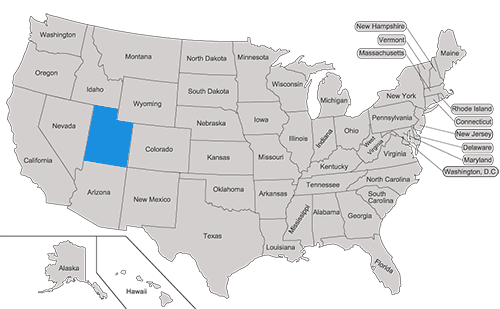 New Hampshire
Vermont
Massachusetts
Washington
Montana
North Dakota
Minnesota
Maine
Oregon
Idaho
Wyoming
South Dakota
Wisconsin
Michigan
New York
Rhode Island
Connecticut
New Jersey
Delaware
Maryland
Washington, D.C
Nevada
Nebraska
Iowa
Illinois
Indiana
Ohio
Pennsylvania
West
Virginia
Virginia
California
Colorado
Kansas
Missouri
Kentucky
North Carolina
Tennessee
South
Carolina
Arizona
New Mexico
Oklahoma
Arkansas
Mississippi
Alabama
Georgia
Texas
Louisiana
Florida
Alaska
Hawaii